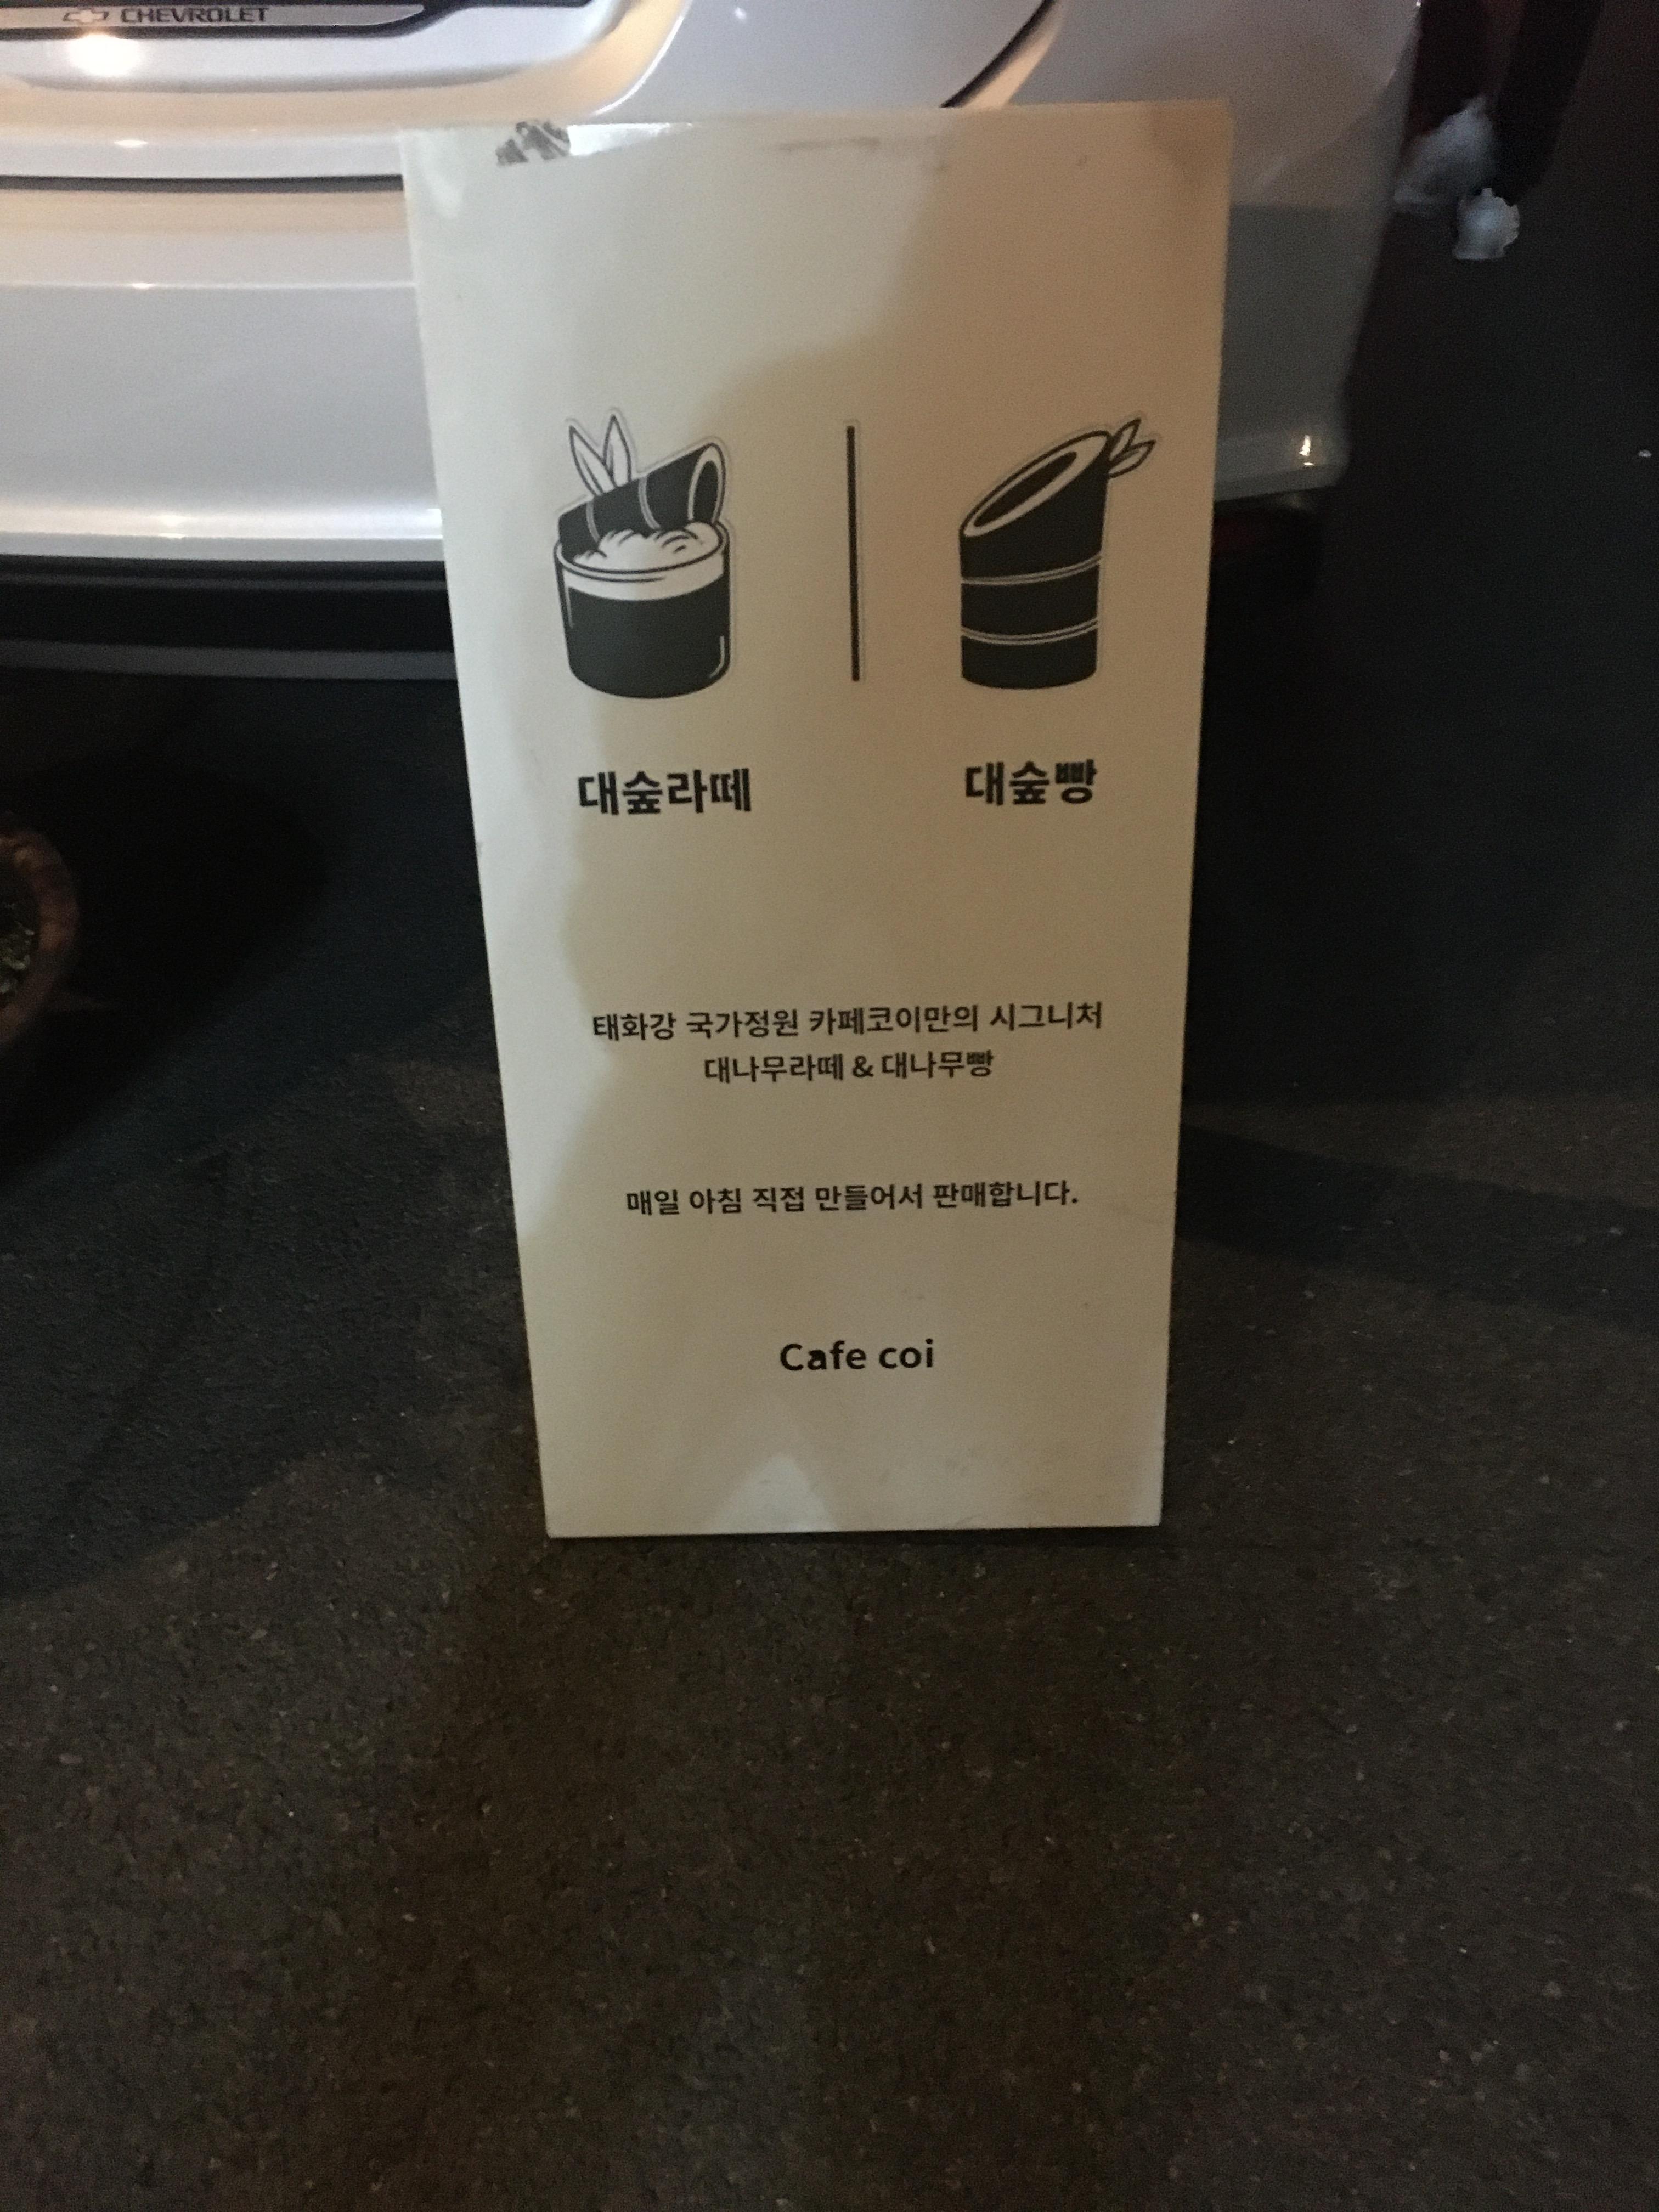 CHEVROLET
대숲라떼
대숲빵
태화강 국가정원 카페코이만의 시그니처
대나무라떼 & 대나무빵
매일 아침 직접 만들어서 판매합니다.
Cafe coi